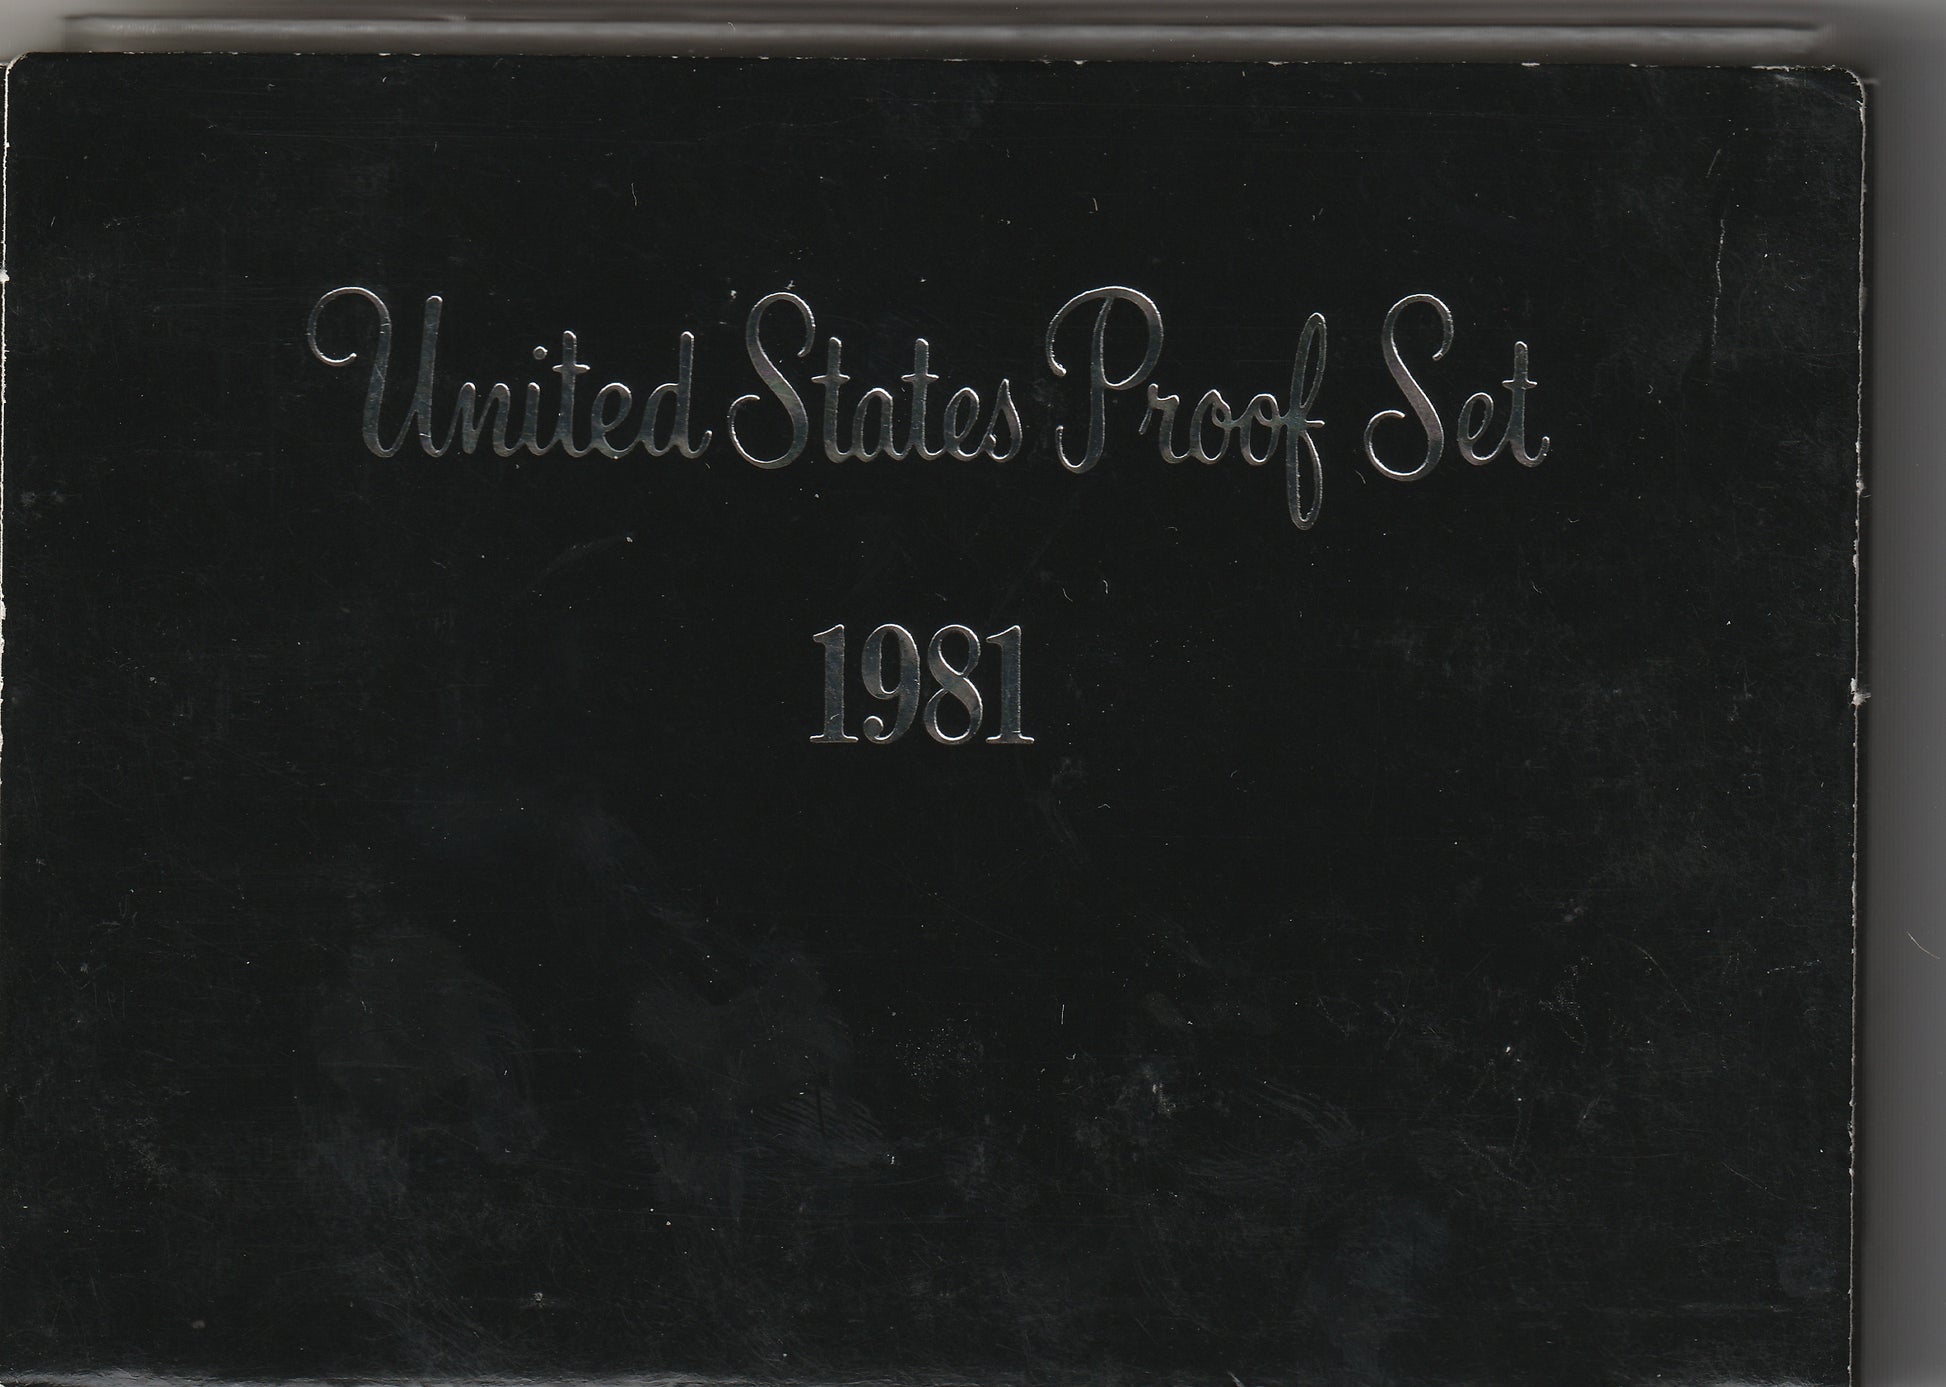 United States Proof Set
1981